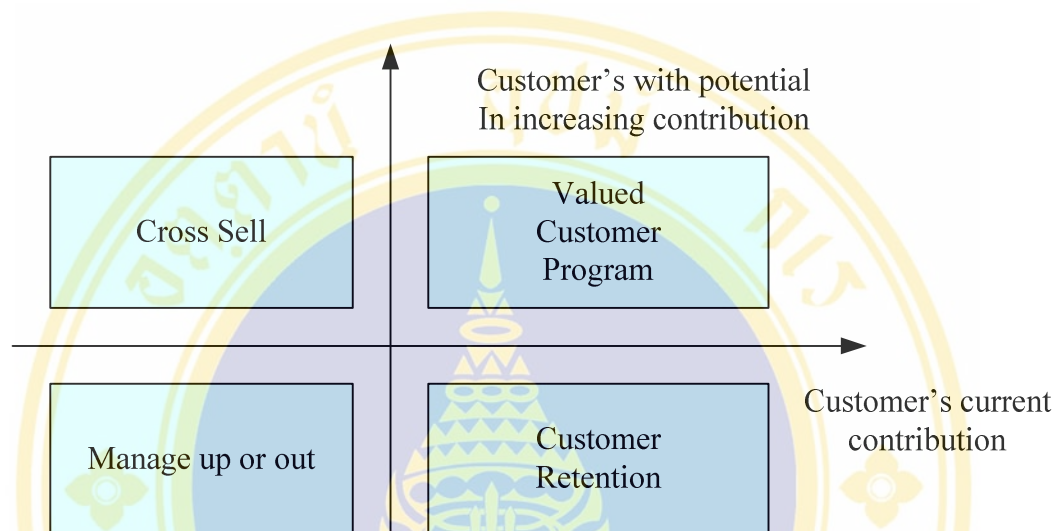 Customer’s with potential
In increasing contribution
Cross Sell
Valued
Customer
Program
Customer’s current
contribution
Manage up or out
Customer
Retention